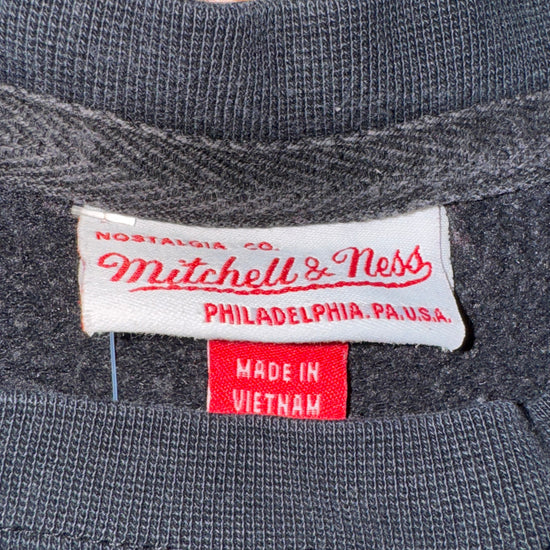 NOSTALGIA CO.
Mitchell & Ness
PHILADELPHIA.PA.U.S.A.
MADE IN
VIETNAM